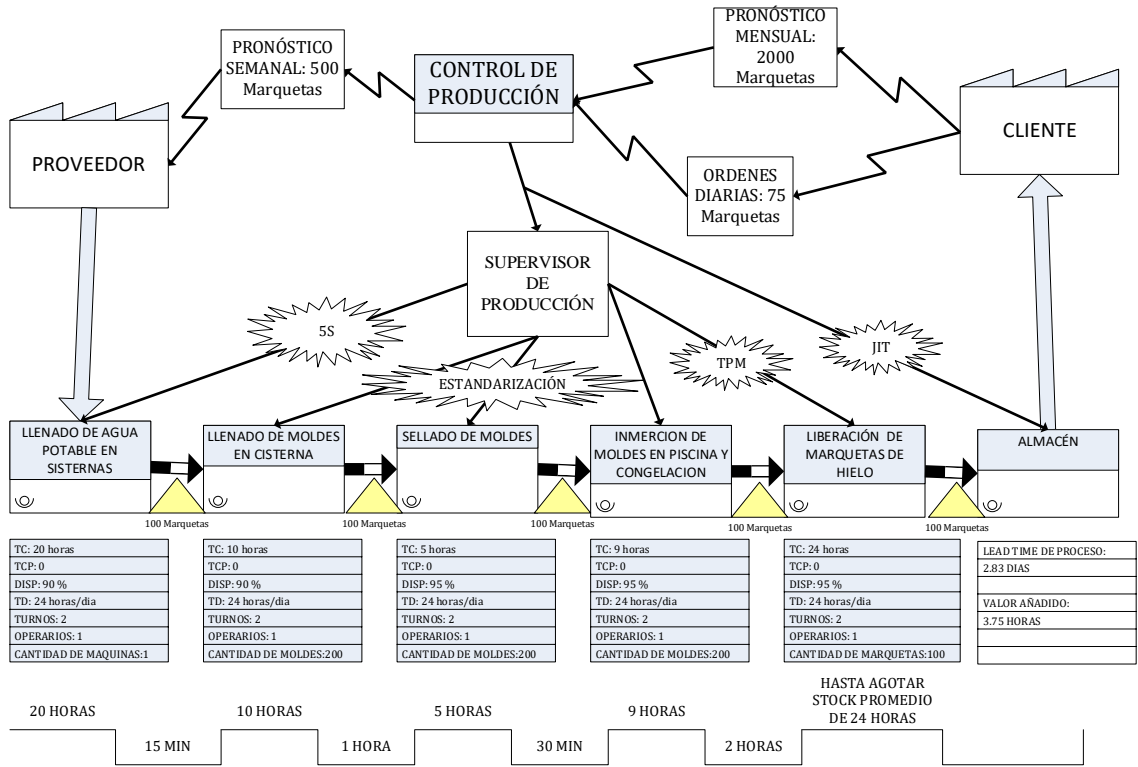 PRONÓSTICO
SEMANAL: 500
Marquetas
CONTROL DE
PRODUCCIÓN
PRONÓSTICO
MENSUAL:
2000
Marquetas
PROVEEDOR
CLIENTE
ORDENES
DIARIAS: 75
Marquetas
SUPERVISOR
DE
PRODUCCIÓN
5S
ESTANDARIZACIÓN
TPM
JIT
LLENADO DE AGUA
POTABLE EN
SISTERNAS
LLENADO DE MOLDES
EN CISTERNA
SELLADO DE MOLDES
INMERCION DE
MOLDES EN PISCINA Y
CONGELACION
LIBERACIÓN DE
MARQUETAS DE
HIELO
ALMACÉN
100 Marquetas
100 Marquetas
100 Marquetas
100 Marquetas
100 Marquetas
TC: 20 horas
TCP: 0
DISP: 90 %
TD: 24 horas/dia
TURNOS: 2
OPERARIOS: 1
CANTIDAD DE MAQUINAS:1
TC: 10 horas
TCP: 0
DISP: 90 %
TD: 24 horas/dia
TURNOS: 2
OPERARIOS: 1
CANTIDAD DE MOLDES:200
TC: 5 horas
TCP: 0
DISP: 95 %
TD: 24 horas/dia
TURNOS: 2
OPERARIOS: 1
CANTIDAD DE MOLDES:200
TC: 9 horas
TCP: 0
DISP: 95 %
TD: 24 horas/dia
TURNOS: 2
OPERARIOS: 1
CANTIDAD DE MOLDES:200
TC: 24 horas
TCP: 0
DISP: 95 %
TD: 24 horas/dia
TURNOS: 2
OPERARIOS: 1
CANTIDAD DE MARQUETAS:100
LEAD TIME DE PROCESO:
2.83 DIAS
VALOR AÑADIDO:
3.75 HORAS
20 HORAS
15 MIN
10 HORAS
1 HORA
5 HORAS
30 MIN
9 HORAS
2 HORAS
HASTA AGOTAR
STOCK PROMEDIO
DE 24 HORAS